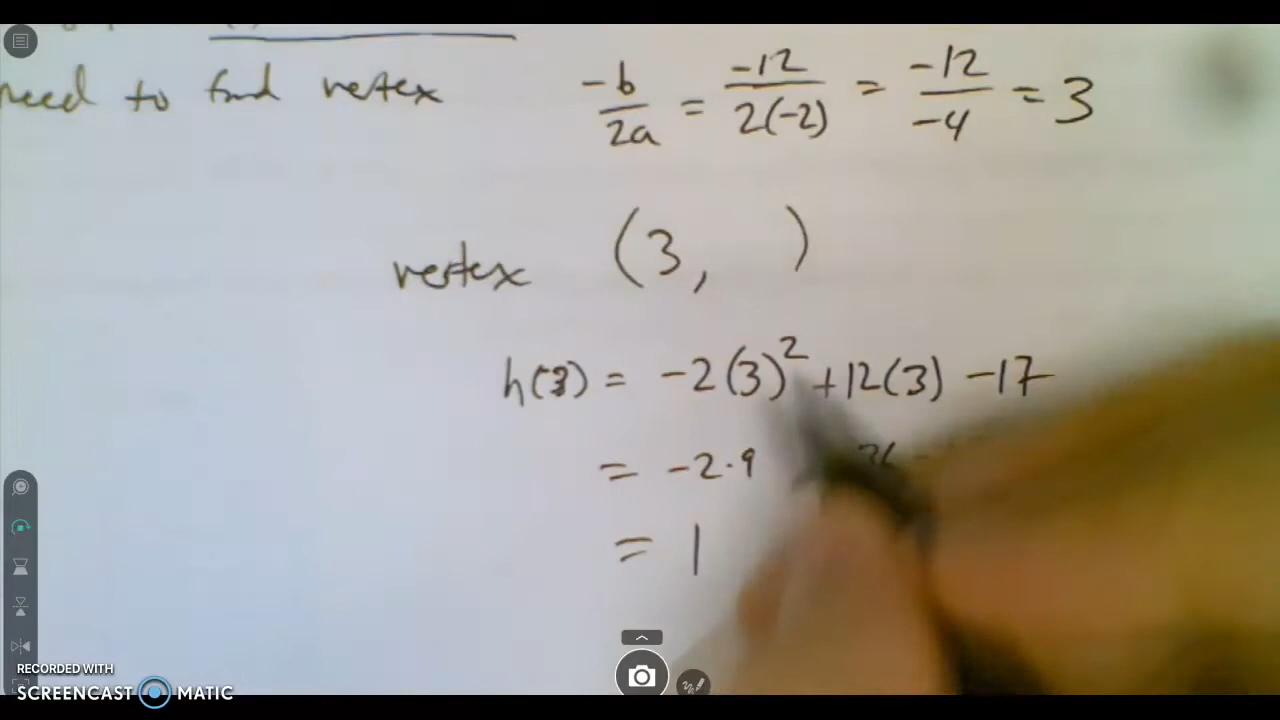 need to find vertex
-b/2a = -12/2(-2) = -12/-4 = 3
vertex (3, )
h(3) = -2(3)² + 12(3) - 17
= -2·9
= 1
RECORDED WITH
SCREENCAST MATIC